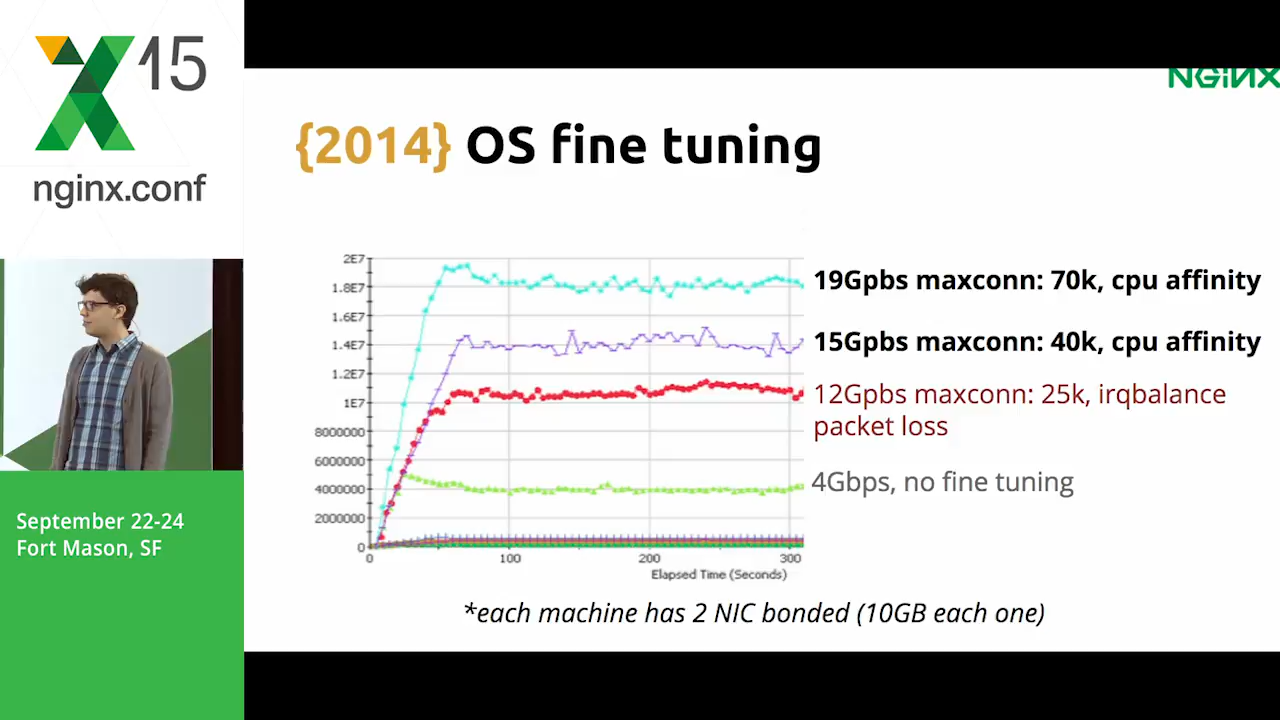 15
nginx.conf
September 22-24
Fort Mason, SF
NGINX
{2014} OS fine tuning
2E7
1.8E7
1.6E7
1.4E7
1.2E7
1E7
8000000
6000000
4000000
2000000
0
0 100 200 300
Elapsed Time (Seconds)
19Gpbs maxconn: 70k, cpu affinity
15Gpbs maxconn: 40k, cpu affinity
12Gpbs maxconn: 25k, irqbalance
packet loss
4Gbps, no fine tuning
*each machine has 2 NIC bonded (10GB each one)